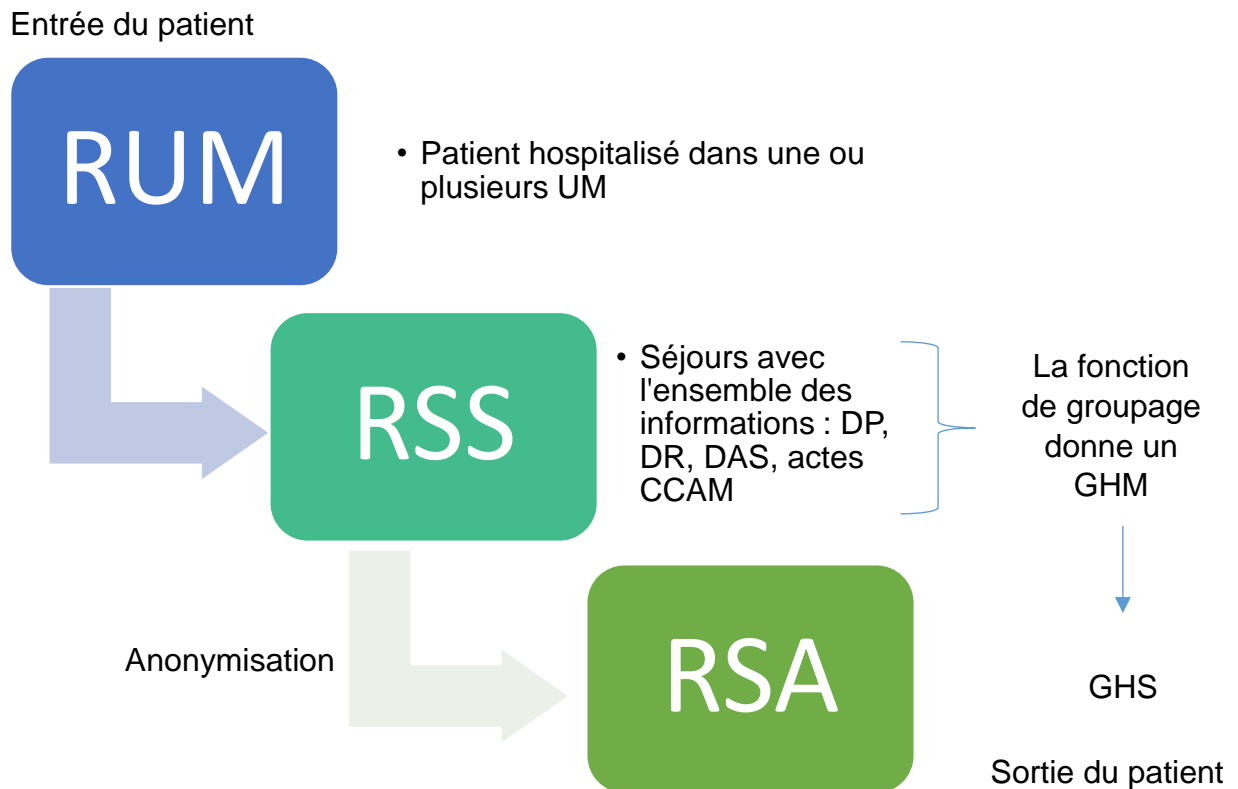 Entrée du patient
RUM
• Patient hospitalisé dans une ou
plusieurs UM
RSS
• Séjours avec
l'ensemble des
informations : DP,
DR, DAS, actes
CCAM
La fonction
de groupage
donne un
GHM
Anonymisation
RSA
GHS
Sortie du patient